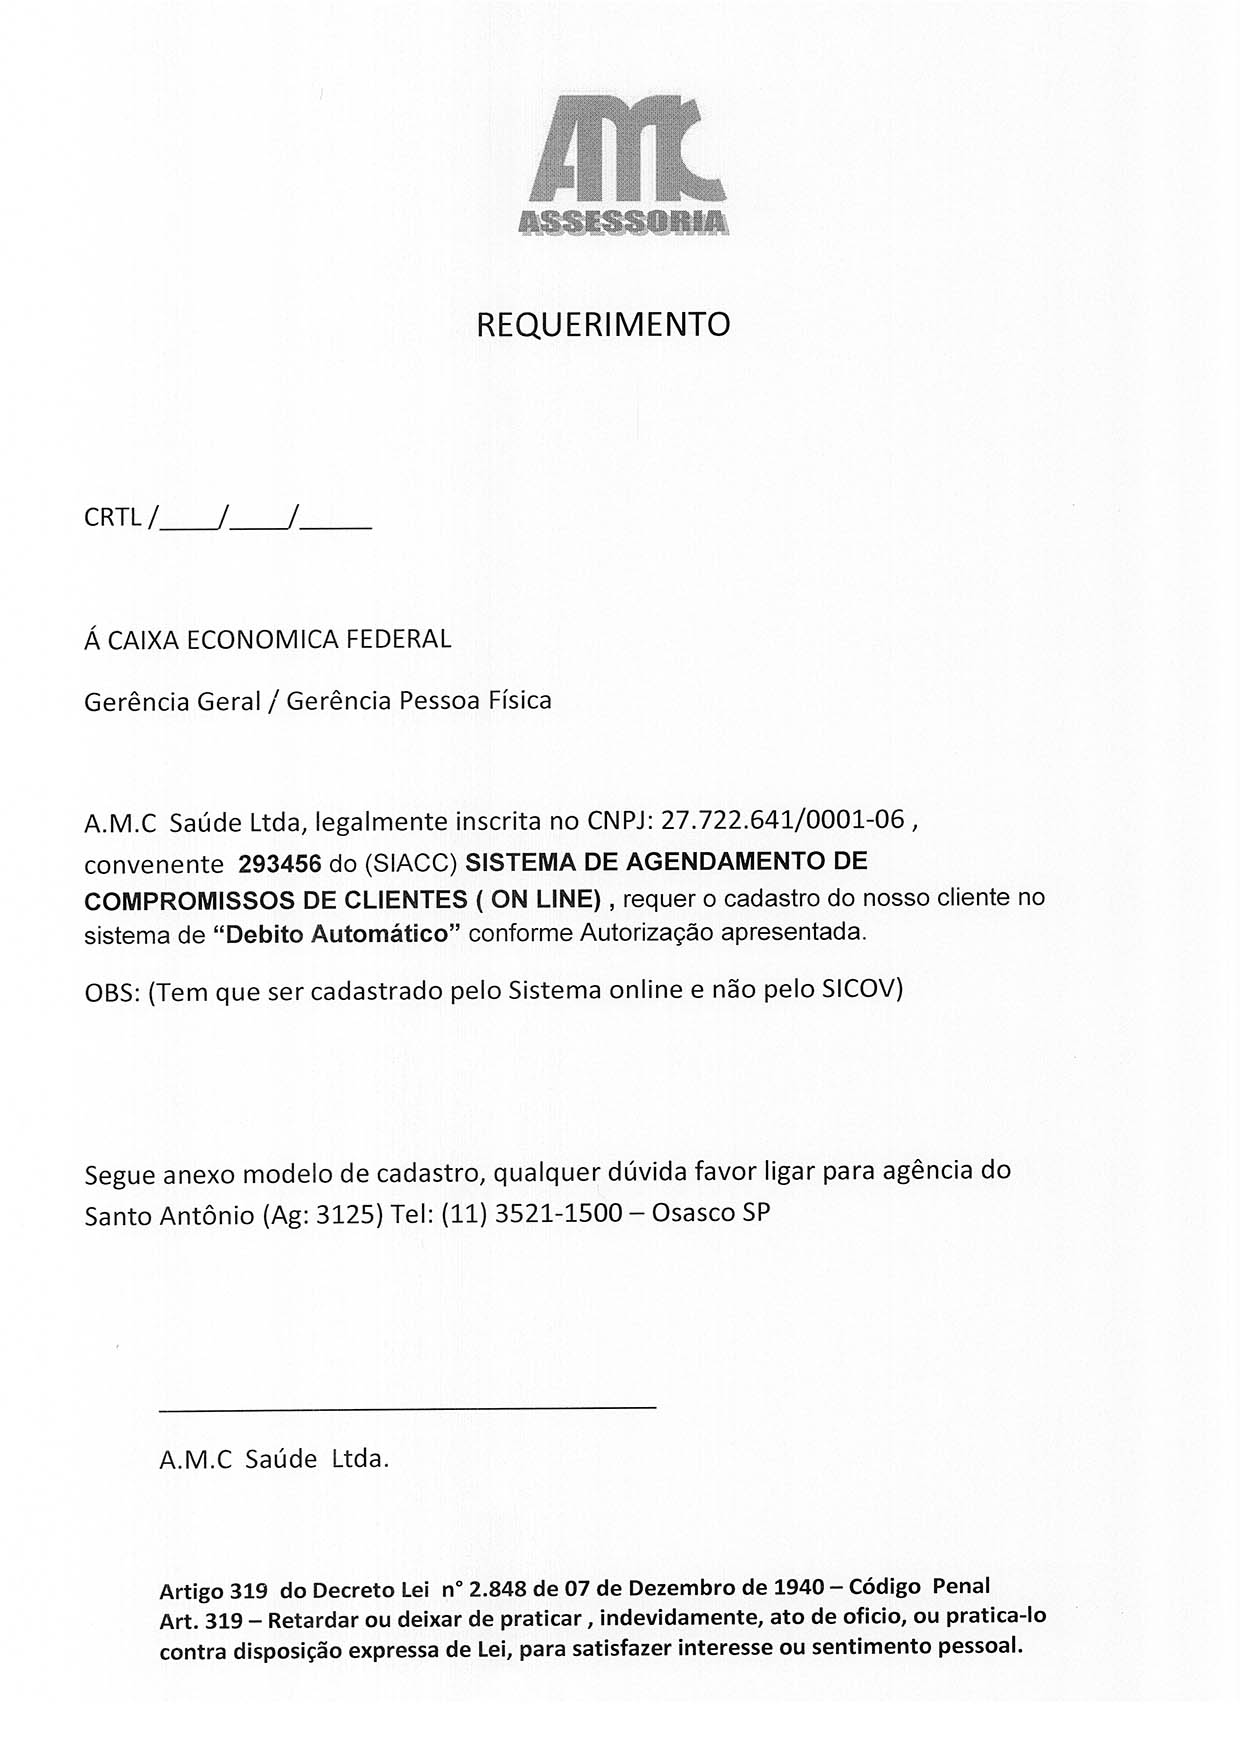 AMC
ASSESSORIA
REQUERIMENTO
CRTL /____/____/_____
Á CAIXA ECONOMICA FEDERAL
Gerência Geral / Gerência Pessoa Física
A.M.C Saúde Ltda, legalmente inscrita no CNPJ: 27.722.641/0001-06 ,
convenente 293456 do (SIACC) SISTEMA DE AGENDAMENTO DE
COMPROMISSOS DE CLIENTES ( ON LINE) , requer o cadastro do nosso cliente no
sistema de “Debito Automático” conforme Autorização apresentada.
OBS: (Tem que ser cadastrado pelo Sistema online e não pelo SICOV)
Segue anexo modelo de cadastro, qualquer dúvida favor ligar para agência do
Santo Antônio (Ag: 3125) Tel: (11) 3521-1500 – Osasco SP
A.M.C Saúde Ltda.
Artigo 319 do Decreto Lei n° 2.848 de 07 de Dezembro de 1940 – Código Penal
Art. 319 – Retardar ou deixar de praticar , indevidamente, ato de oficio, ou pratica-lo
contra disposição expressa de Lei, para satisfazer interesse ou sentimento pessoal.